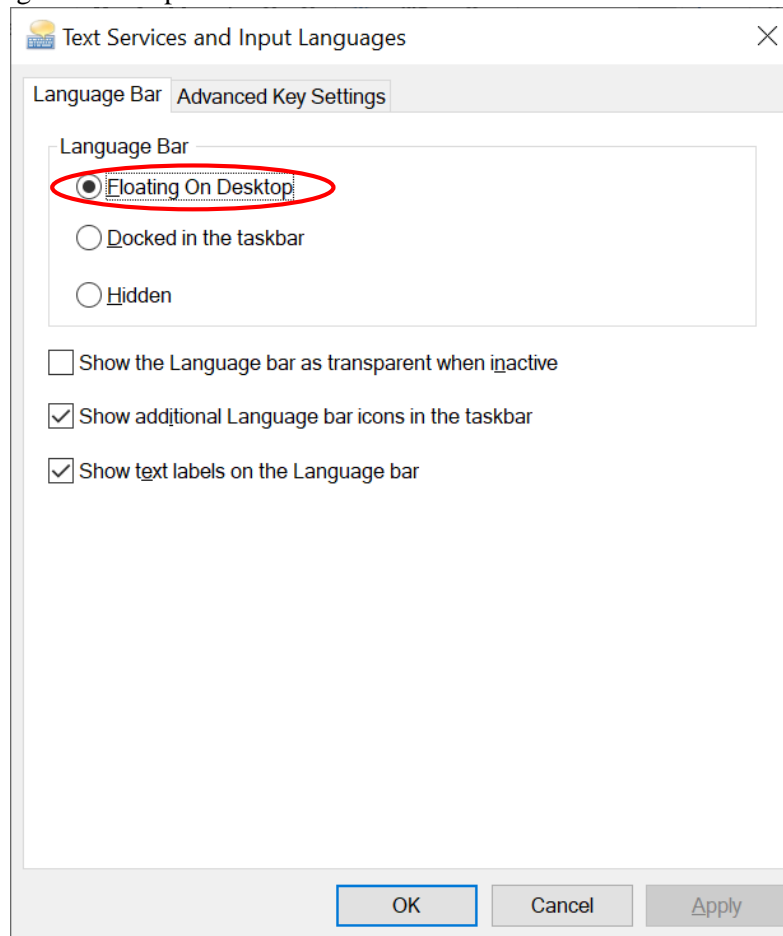 Text Services and Input Languages
Language Bar Advanced Key Settings
Language Bar
Floating On Desktop
Docked in the taskbar
Hidden
Show the Language bar as transparent when inactive
Show additional Language bar icons in the taskbar
Show text labels on the Language bar
OK Cancel Apply